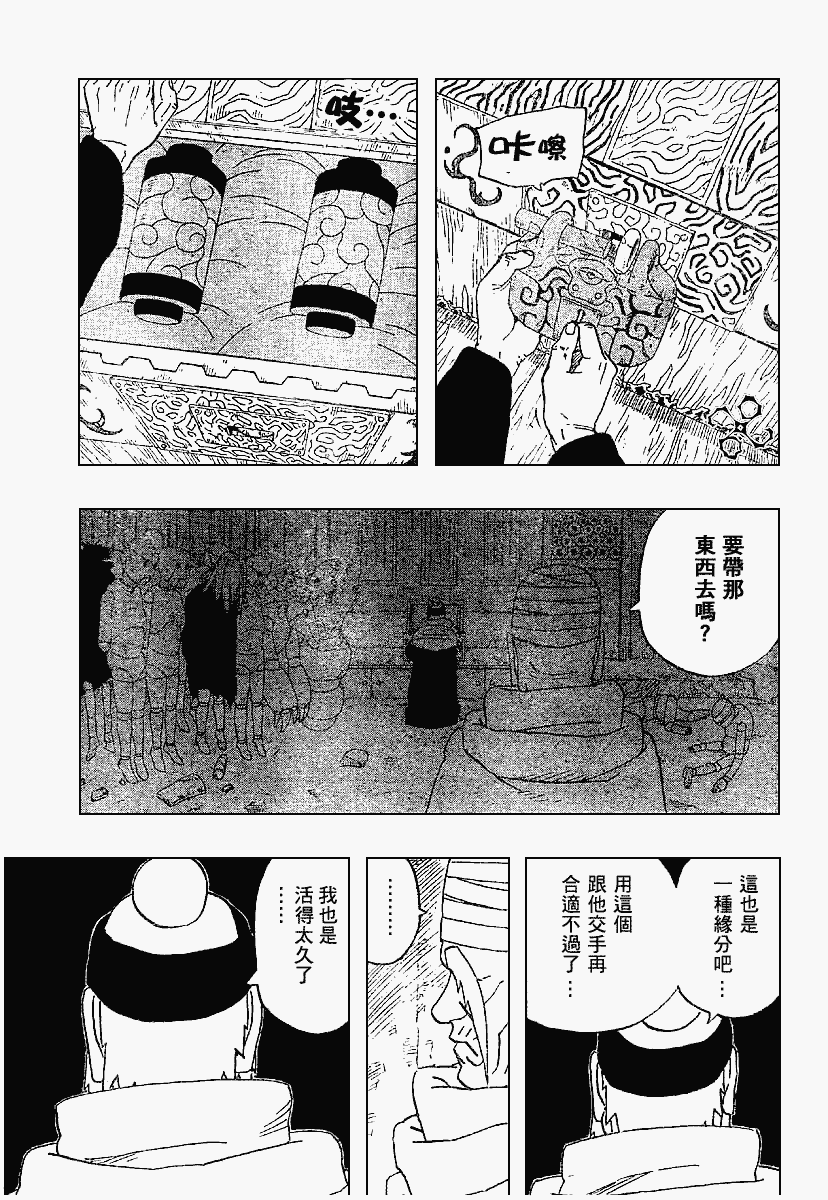 咔嚓
吱…
要帶那
東西去嗎？
這也是
一種緣分吧…
用這個
跟他交手再
合適不過了…
………
我也是
活得太久了
……